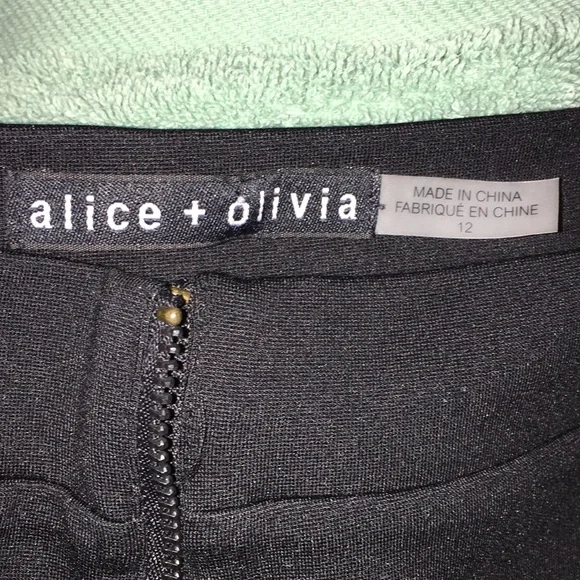 alice + olivia
MADE IN CHINA
FABRIQUÉ EN CHINE
12